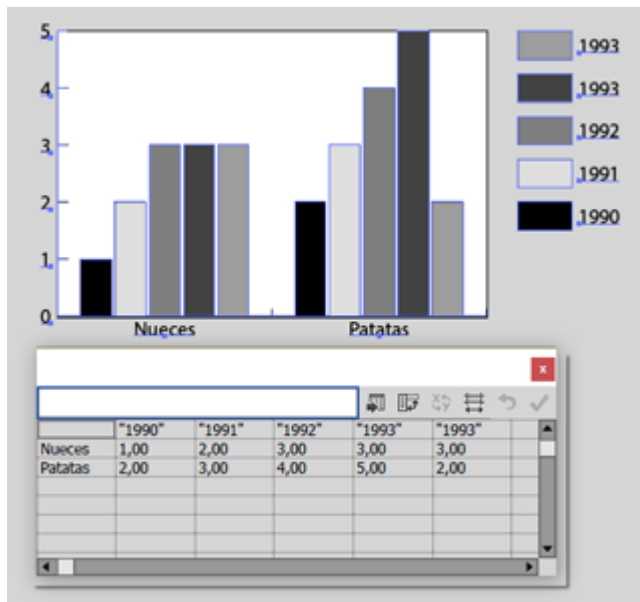 5
4
3
2
1
0
Nueces Patatas
1993
1993
1992
1991
1990
x
"1990" "1991" "1992" "1993" "1993"
Nueces 1,00 2,00 3,00 3,00 3,00
Patatas 2,00 3,00 4,00 5,00 2,00